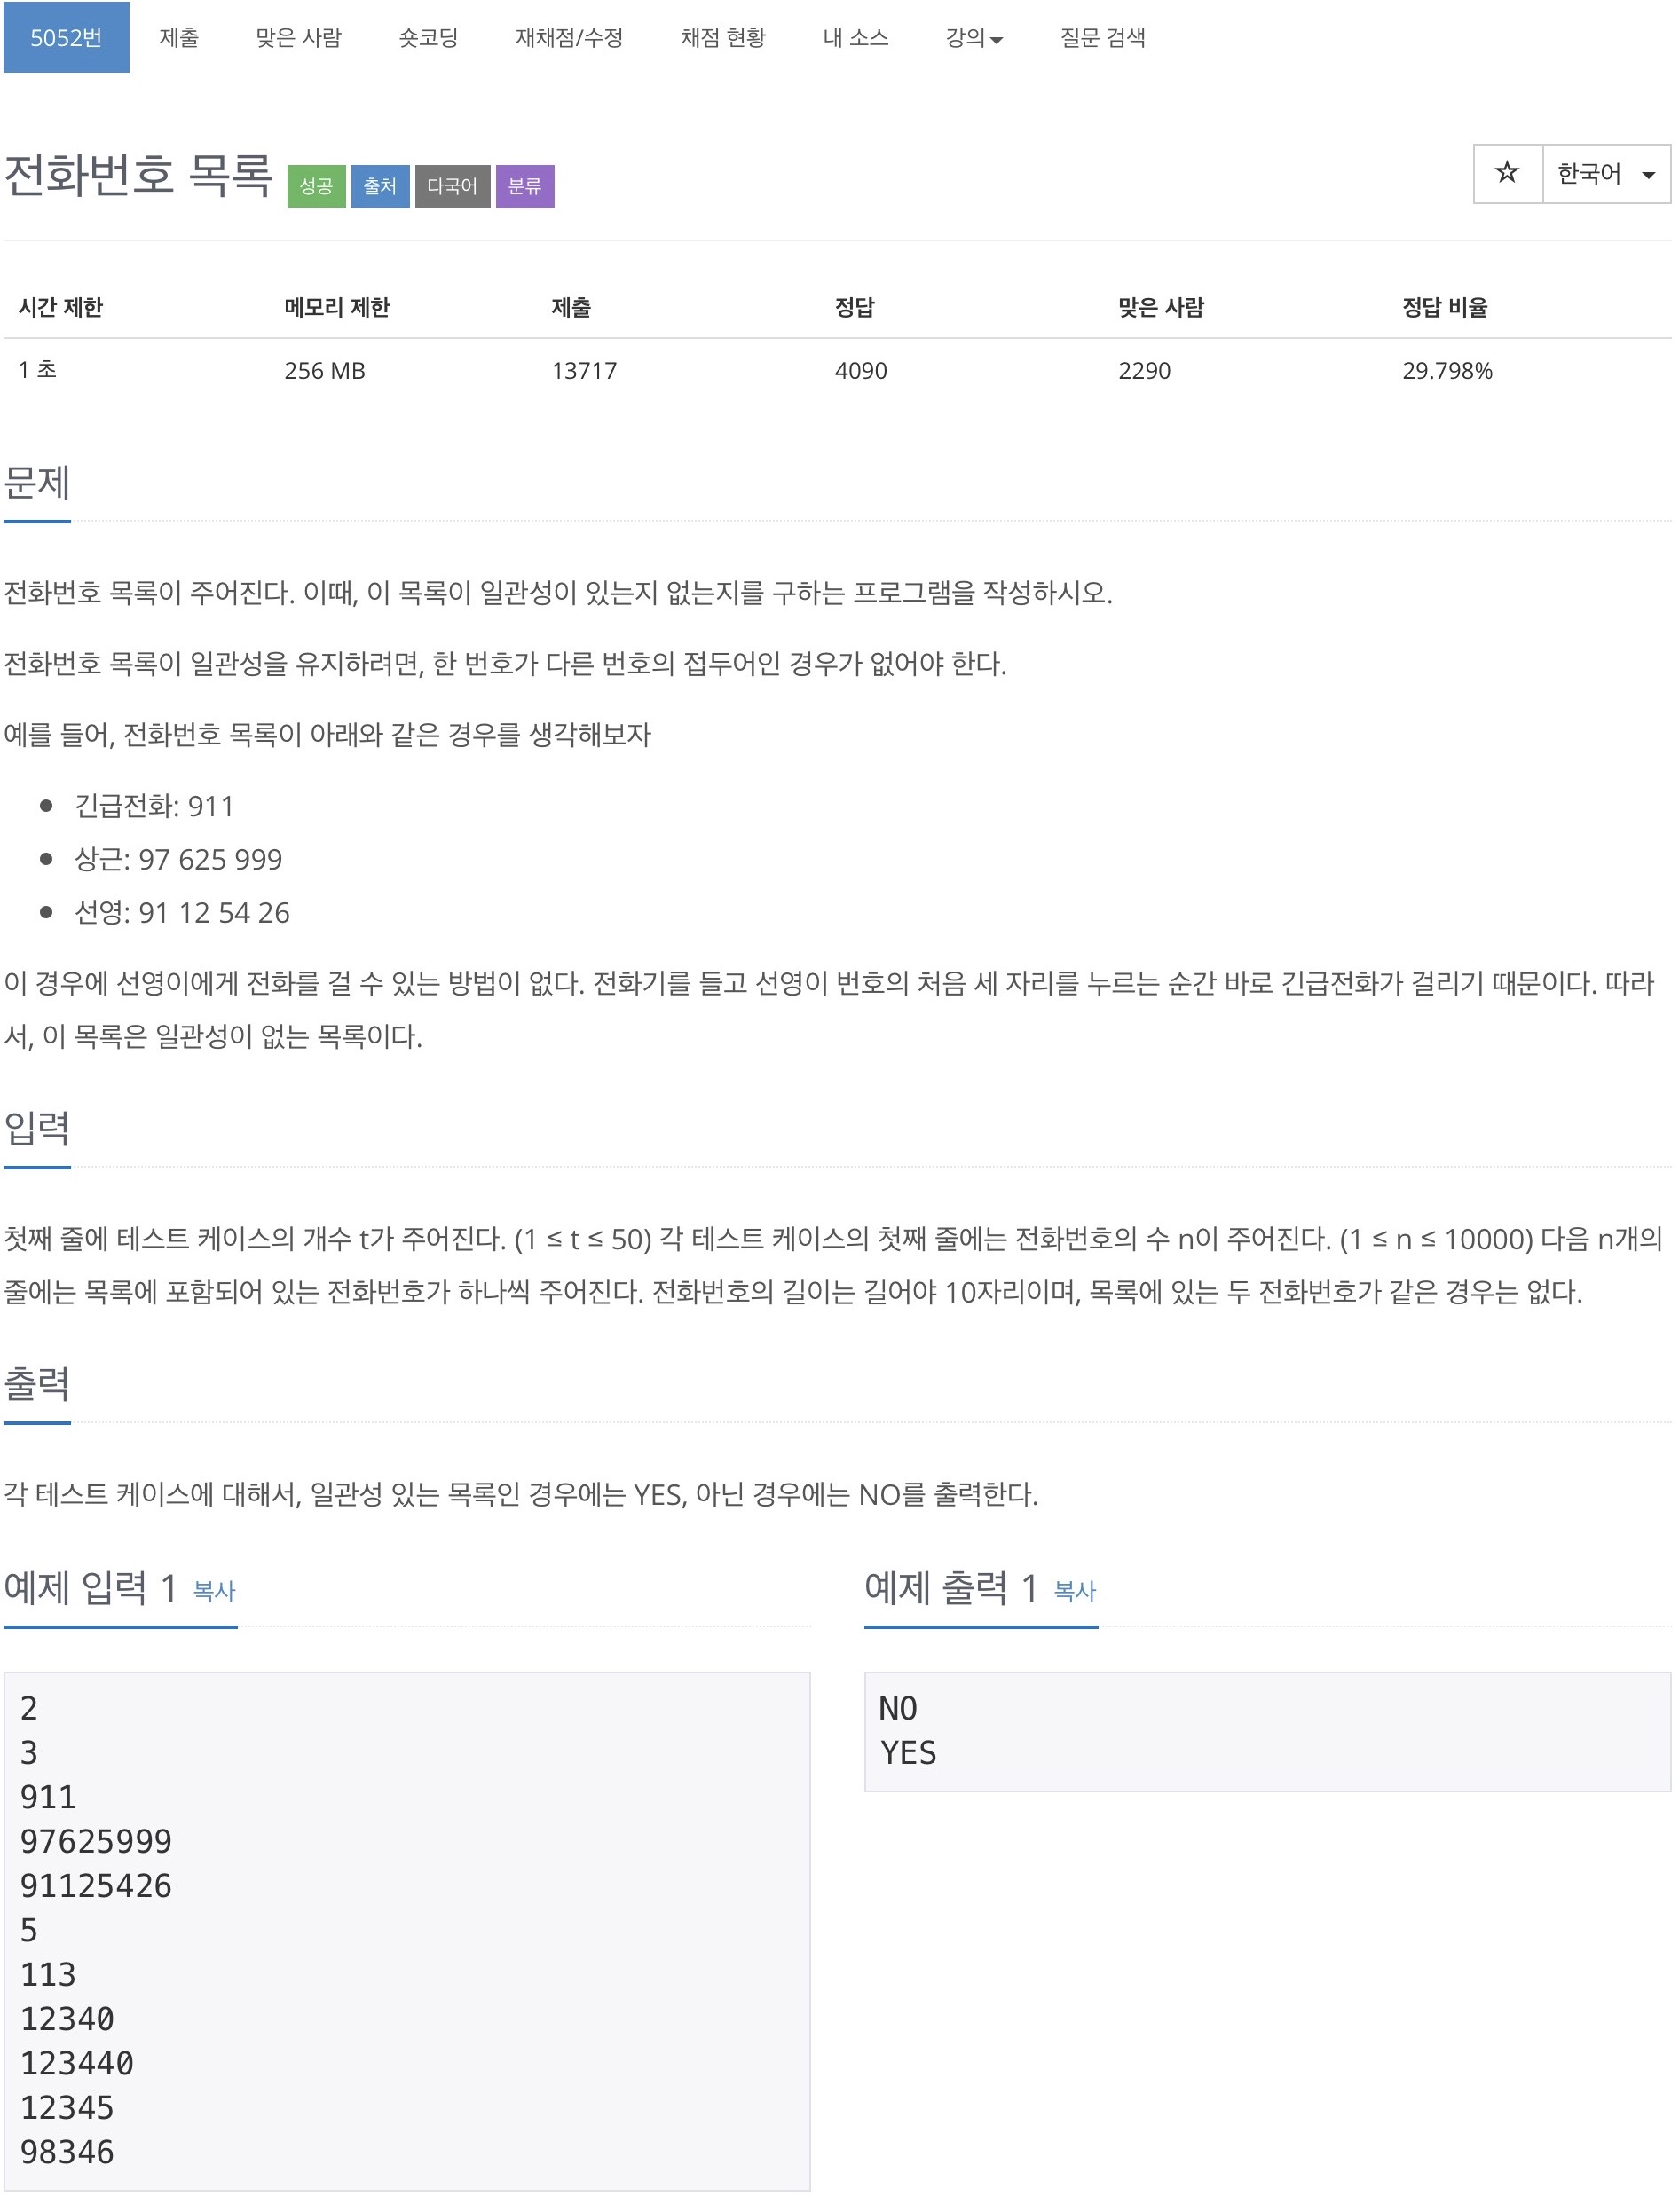 5052번 제출 맞은 사람 숏코딩 재채점/수정 채점 현황 내 소스 강의 질문 검색
전화번호 목록 성공 출처 다국어 분류 ☆ 한국어
시간 제한 메모리 제한 제출 정답 맞은 사람 정답 비율
1 초 256 MB 13717 4090 2290 29.798%
문제
전화번호 목록이 주어진다. 이때, 이 목록이 일관성이 있는지 없는지를 구하는 프로그램을 작성하시오.
전화번호 목록이 일관성을 유지하려면, 한 번호가 다른 번호의 접두어인 경우가 없어야 한다.
예를 들어, 전화번호 목록이 아래와 같은 경우를 생각해보자
• 긴급전화: 911
• 상근: 97 625 999
• 선영: 91 12 54 26
이 경우에 선영이에게 전화를 걸 수 있는 방법이 없다. 전화기를 들고 선영이 번호의 처음 세 자리를 누르는 순간 바로 긴급전화가 걸리기 때문이다. 따라
서, 이 목록은 일관성이 없는 목록이다.
입력
첫째 줄에 테스트 케이스의 개수 t가 주어진다. (1 ≤ t ≤ 50) 각 테스트 케이스의 첫째 줄에는 전화번호의 수 n이 주어진다. (1 ≤ n ≤ 10000) 다음 n개의
줄에는 목록에 포함되어 있는 전화번호가 하나씩 주어진다. 전화번호의 길이는 길어야 10자리이며, 목록에 있는 두 전화번호가 같은 경우는 없다.
출력
각 테스트 케이스에 대해서, 일관성 있는 목록인 경우에는 YES, 아닌 경우에는 NO를 출력한다.
예제 입력 1 복사
2
3
911
97625999
91125426
5
113
12340
123440
12345
98346
예제 출력 1 복사
NO
YES